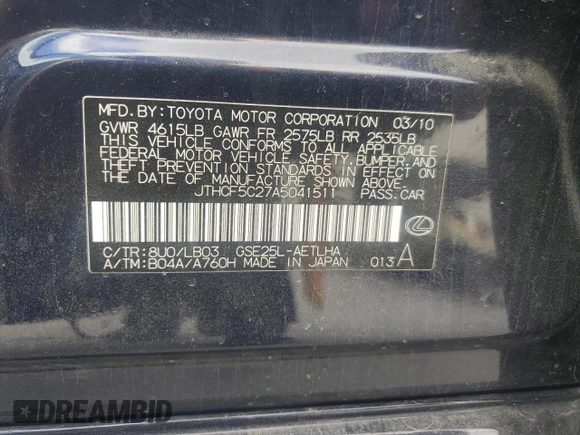 MFD. BY: TOYOTA MOTOR CORPORATION 03/10
GVWR 4615LB GAWR FR 2575LB RR 2535LB
THIS VEHICLE CONFORMS TO ALL APPLICABLE
FEDERAL MOTOR VEHICLE SAFETY, BUMPER, AND
THEFT PREVENTION STANDARDS IN EFFECT ON
THE DATE OF MANUFACTURE SHOWN ABOVE.
JTHCF5C27A5041511 PASS. CAR
C/TR: 8U0/LB03 GSE25L-AETLHA
A/TM: B04A/A760H MADE IN JAPAN 013 A
DREAMBID